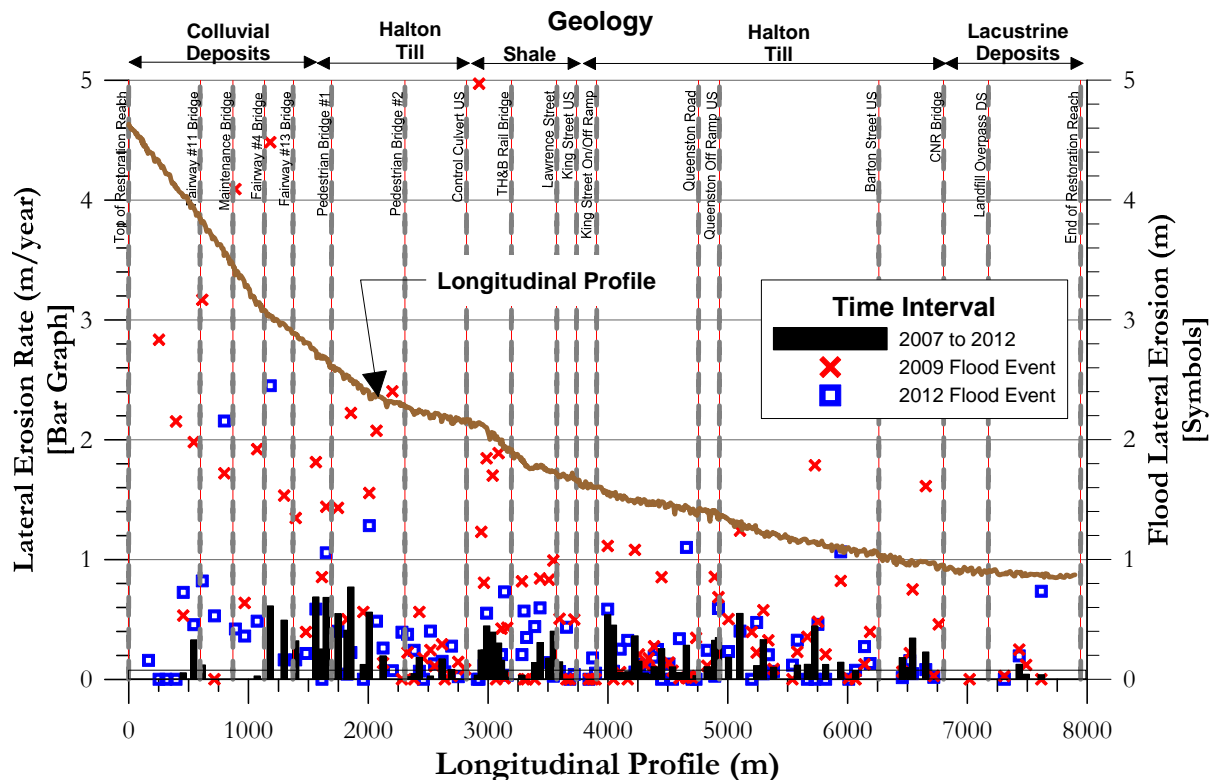 Geology
Colluvial
Deposits
Halton
Till
Shale
Halton
Till
Lacustrine
Deposits
Top of Restoration Reach
Fairway #11 Bridge
Maintenance Bridge
Fairway #4 Bridge
Fairway #13 Bridge
Pedestrian Bridge #1
Pedestrian Bridge #2
Control Culvert US
TH&B Rail Bridge
Lawrence Street
King Street US
King Street On/Off Ramp
Queenston Road
Queenston Off Ramp US
Barton Street US
CNR Bridge
Landfill Overpass DS
End of Restoration Reach
Longitudinal Profile
Time Interval
2007 to 2012
2009 Flood Event
2012 Flood Event
Lateral Erosion Rate (m/year)
[Bar Graph]
5
4
3
2
1
0
5
4
3
2
1
0
Flood Lateral Erosion (m)
[Symbols]
0 1000 2000 3000 4000 5000 6000 7000 8000
Longitudinal Profile (m)